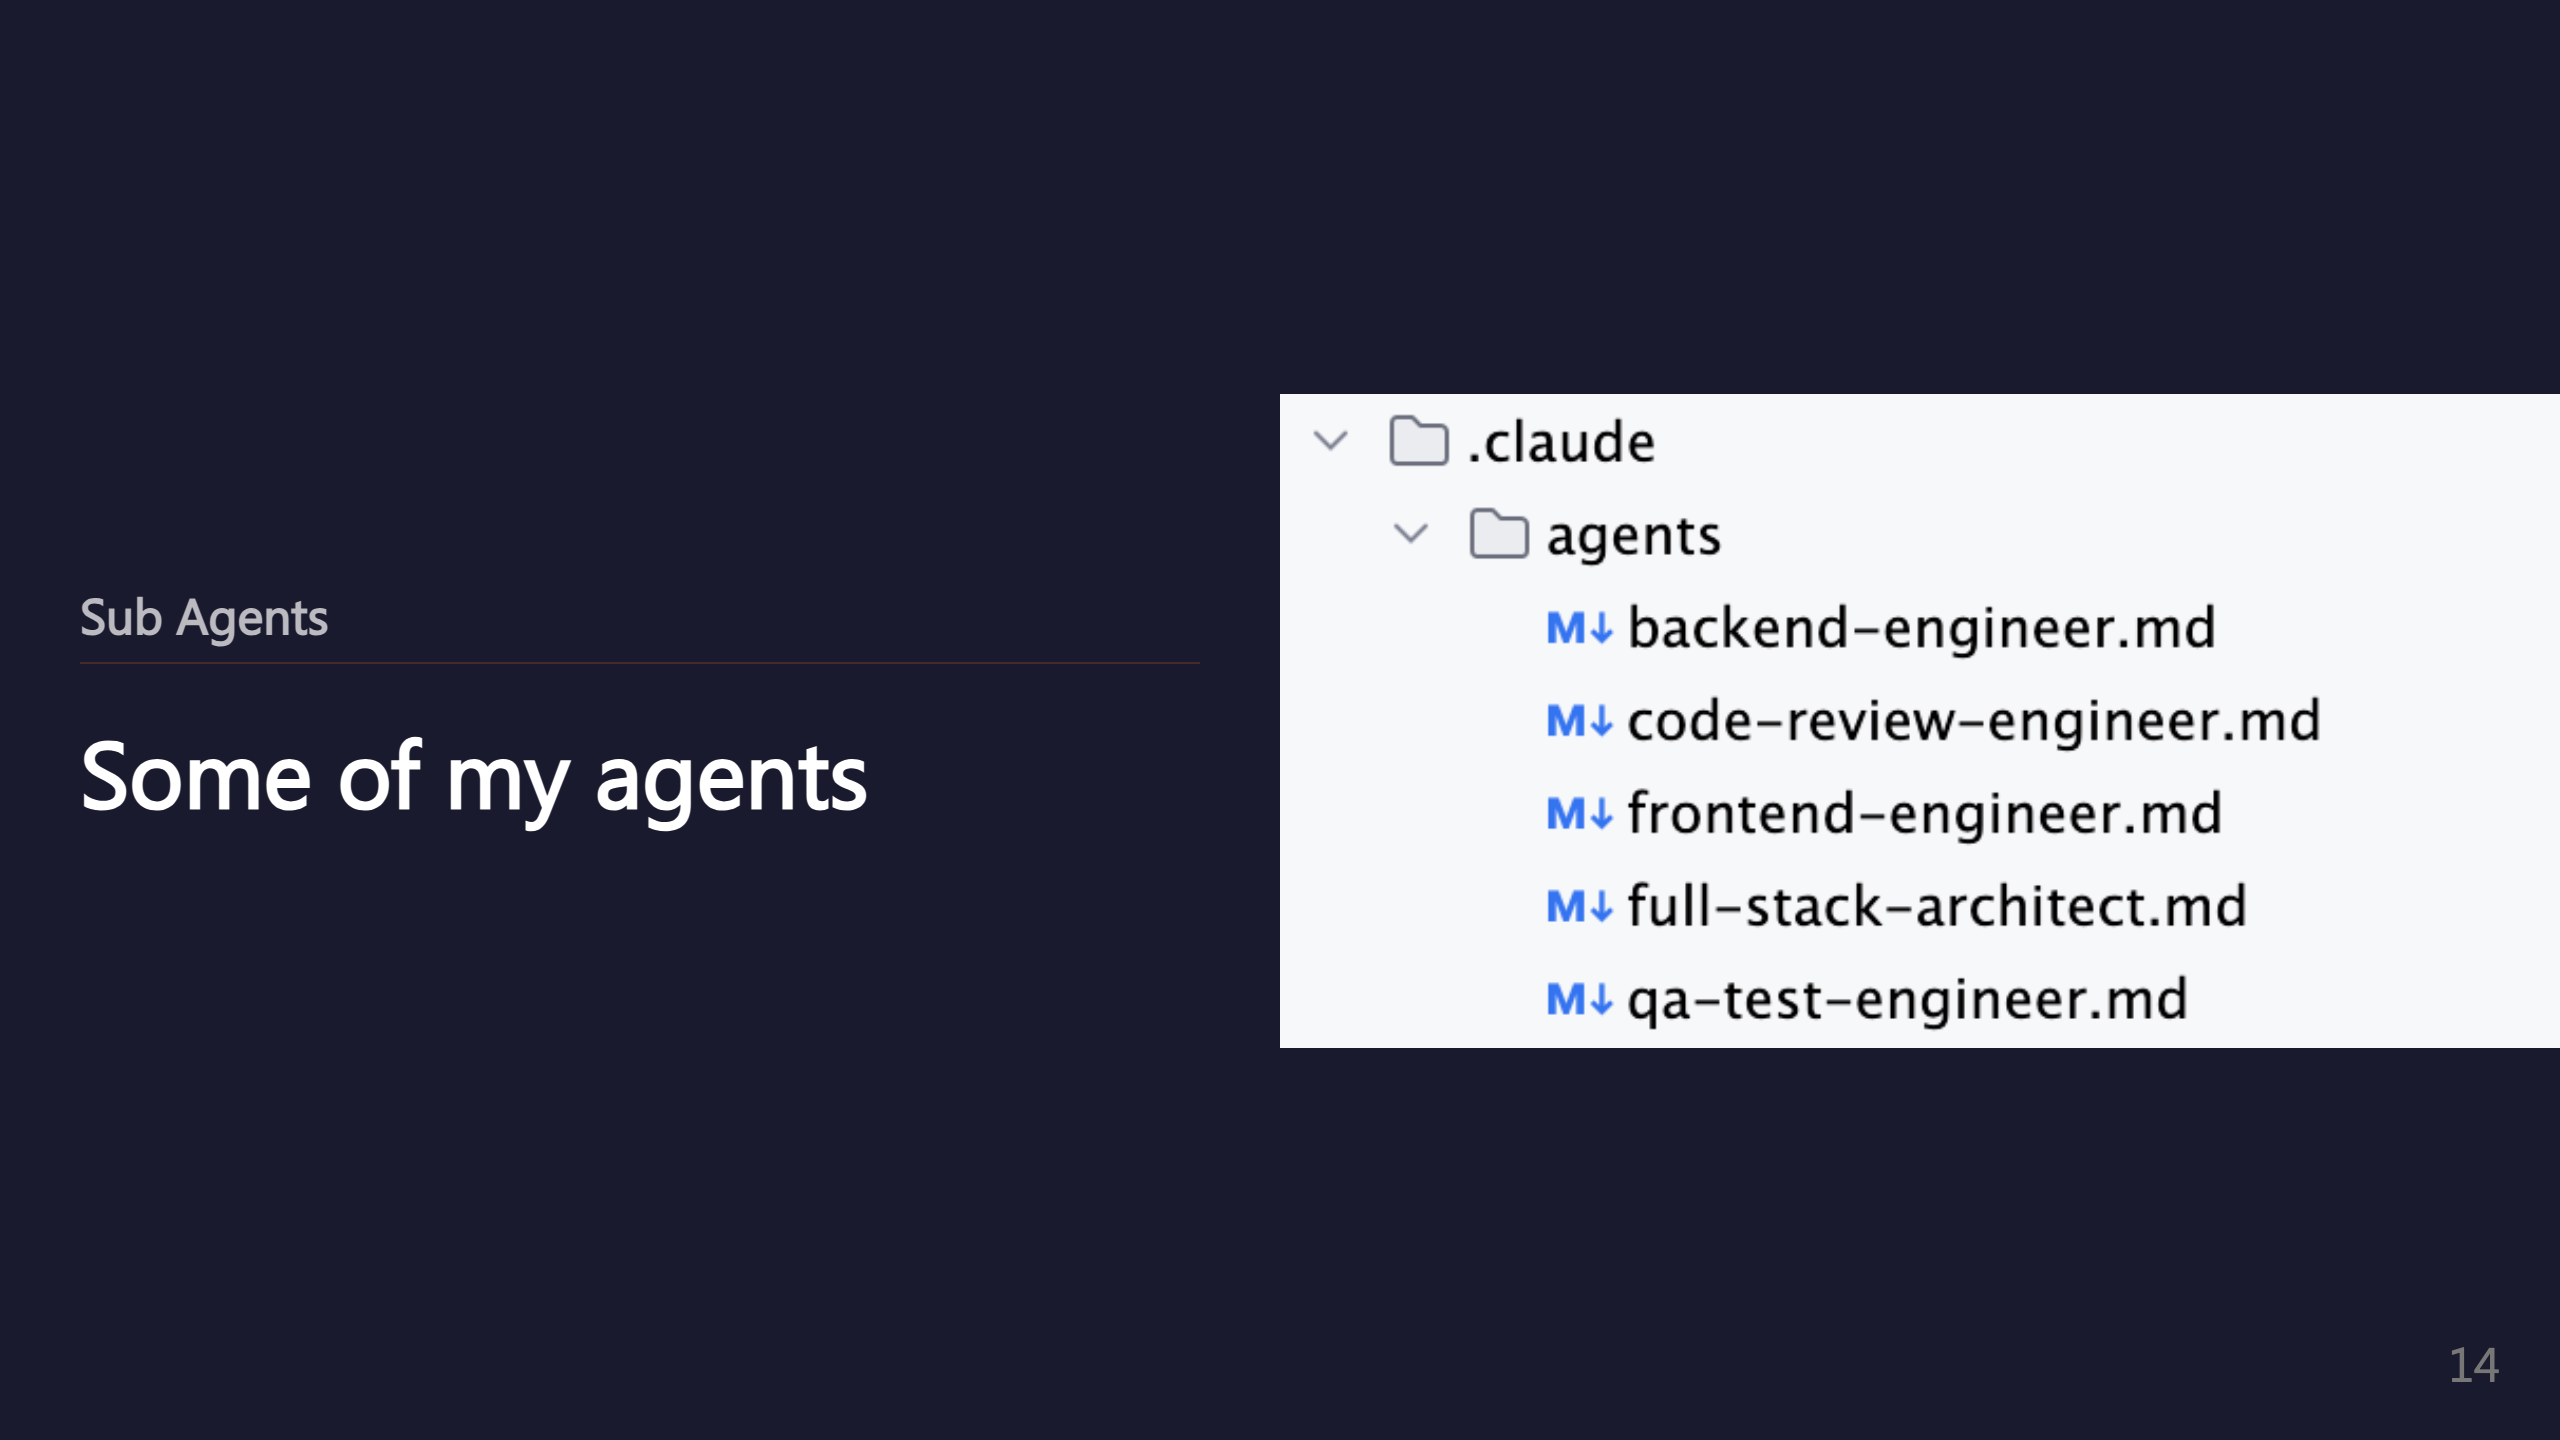 Sub Agents
Some of my agents
.claude
agents
M↓ backend-engineer.md
M↓ code-review-engineer.md
M↓ frontend-engineer.md
M↓ full-stack-architect.md
M↓ qa-test-engineer.md
14